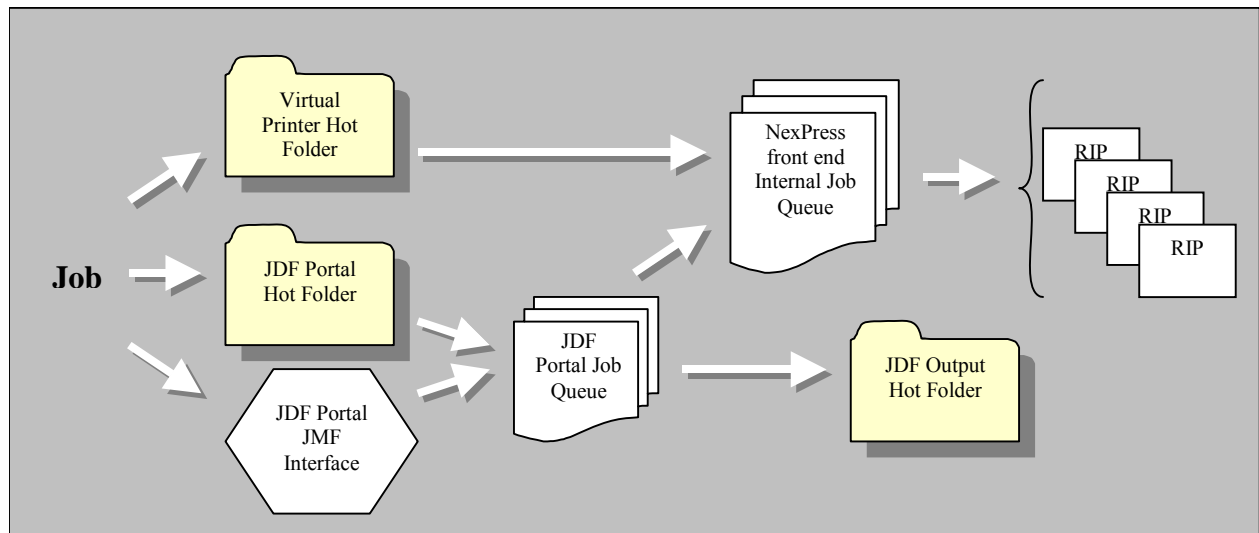 Virtual
Printer Hot
Folder
NexPress
front end
Internal Job
Queue
RIP
RIP
RIP
RIP
Job
JDF Portal
Hot Folder
JDF
Portal Job
Queue
JDF Output
Hot Folder
JDF Portal
JMF
Interface